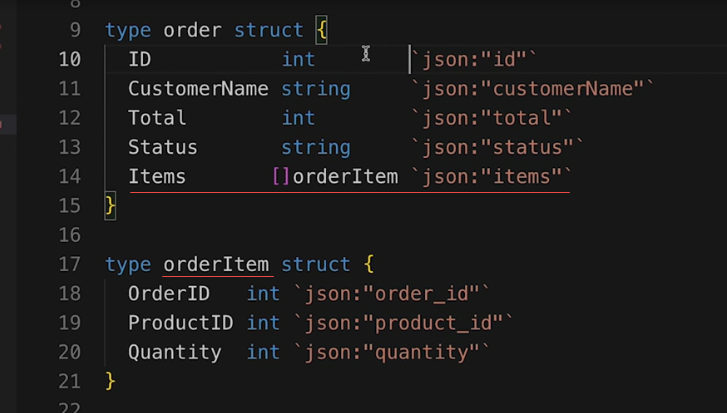 8
9 type order struct {
10 ID int `json:"id"`
11 CustomerName string `json:"customerName"`
12 Total int `json:"total"`
13 Status string `json:"status"`
14 Items []orderItem `json:"items"`
15 }
16
17 type orderItem struct {
18 OrderID int `json:"order_id"`
19 ProductID int `json:"product_id"`
20 Quantity int `json:"quantity"`
21 }
22